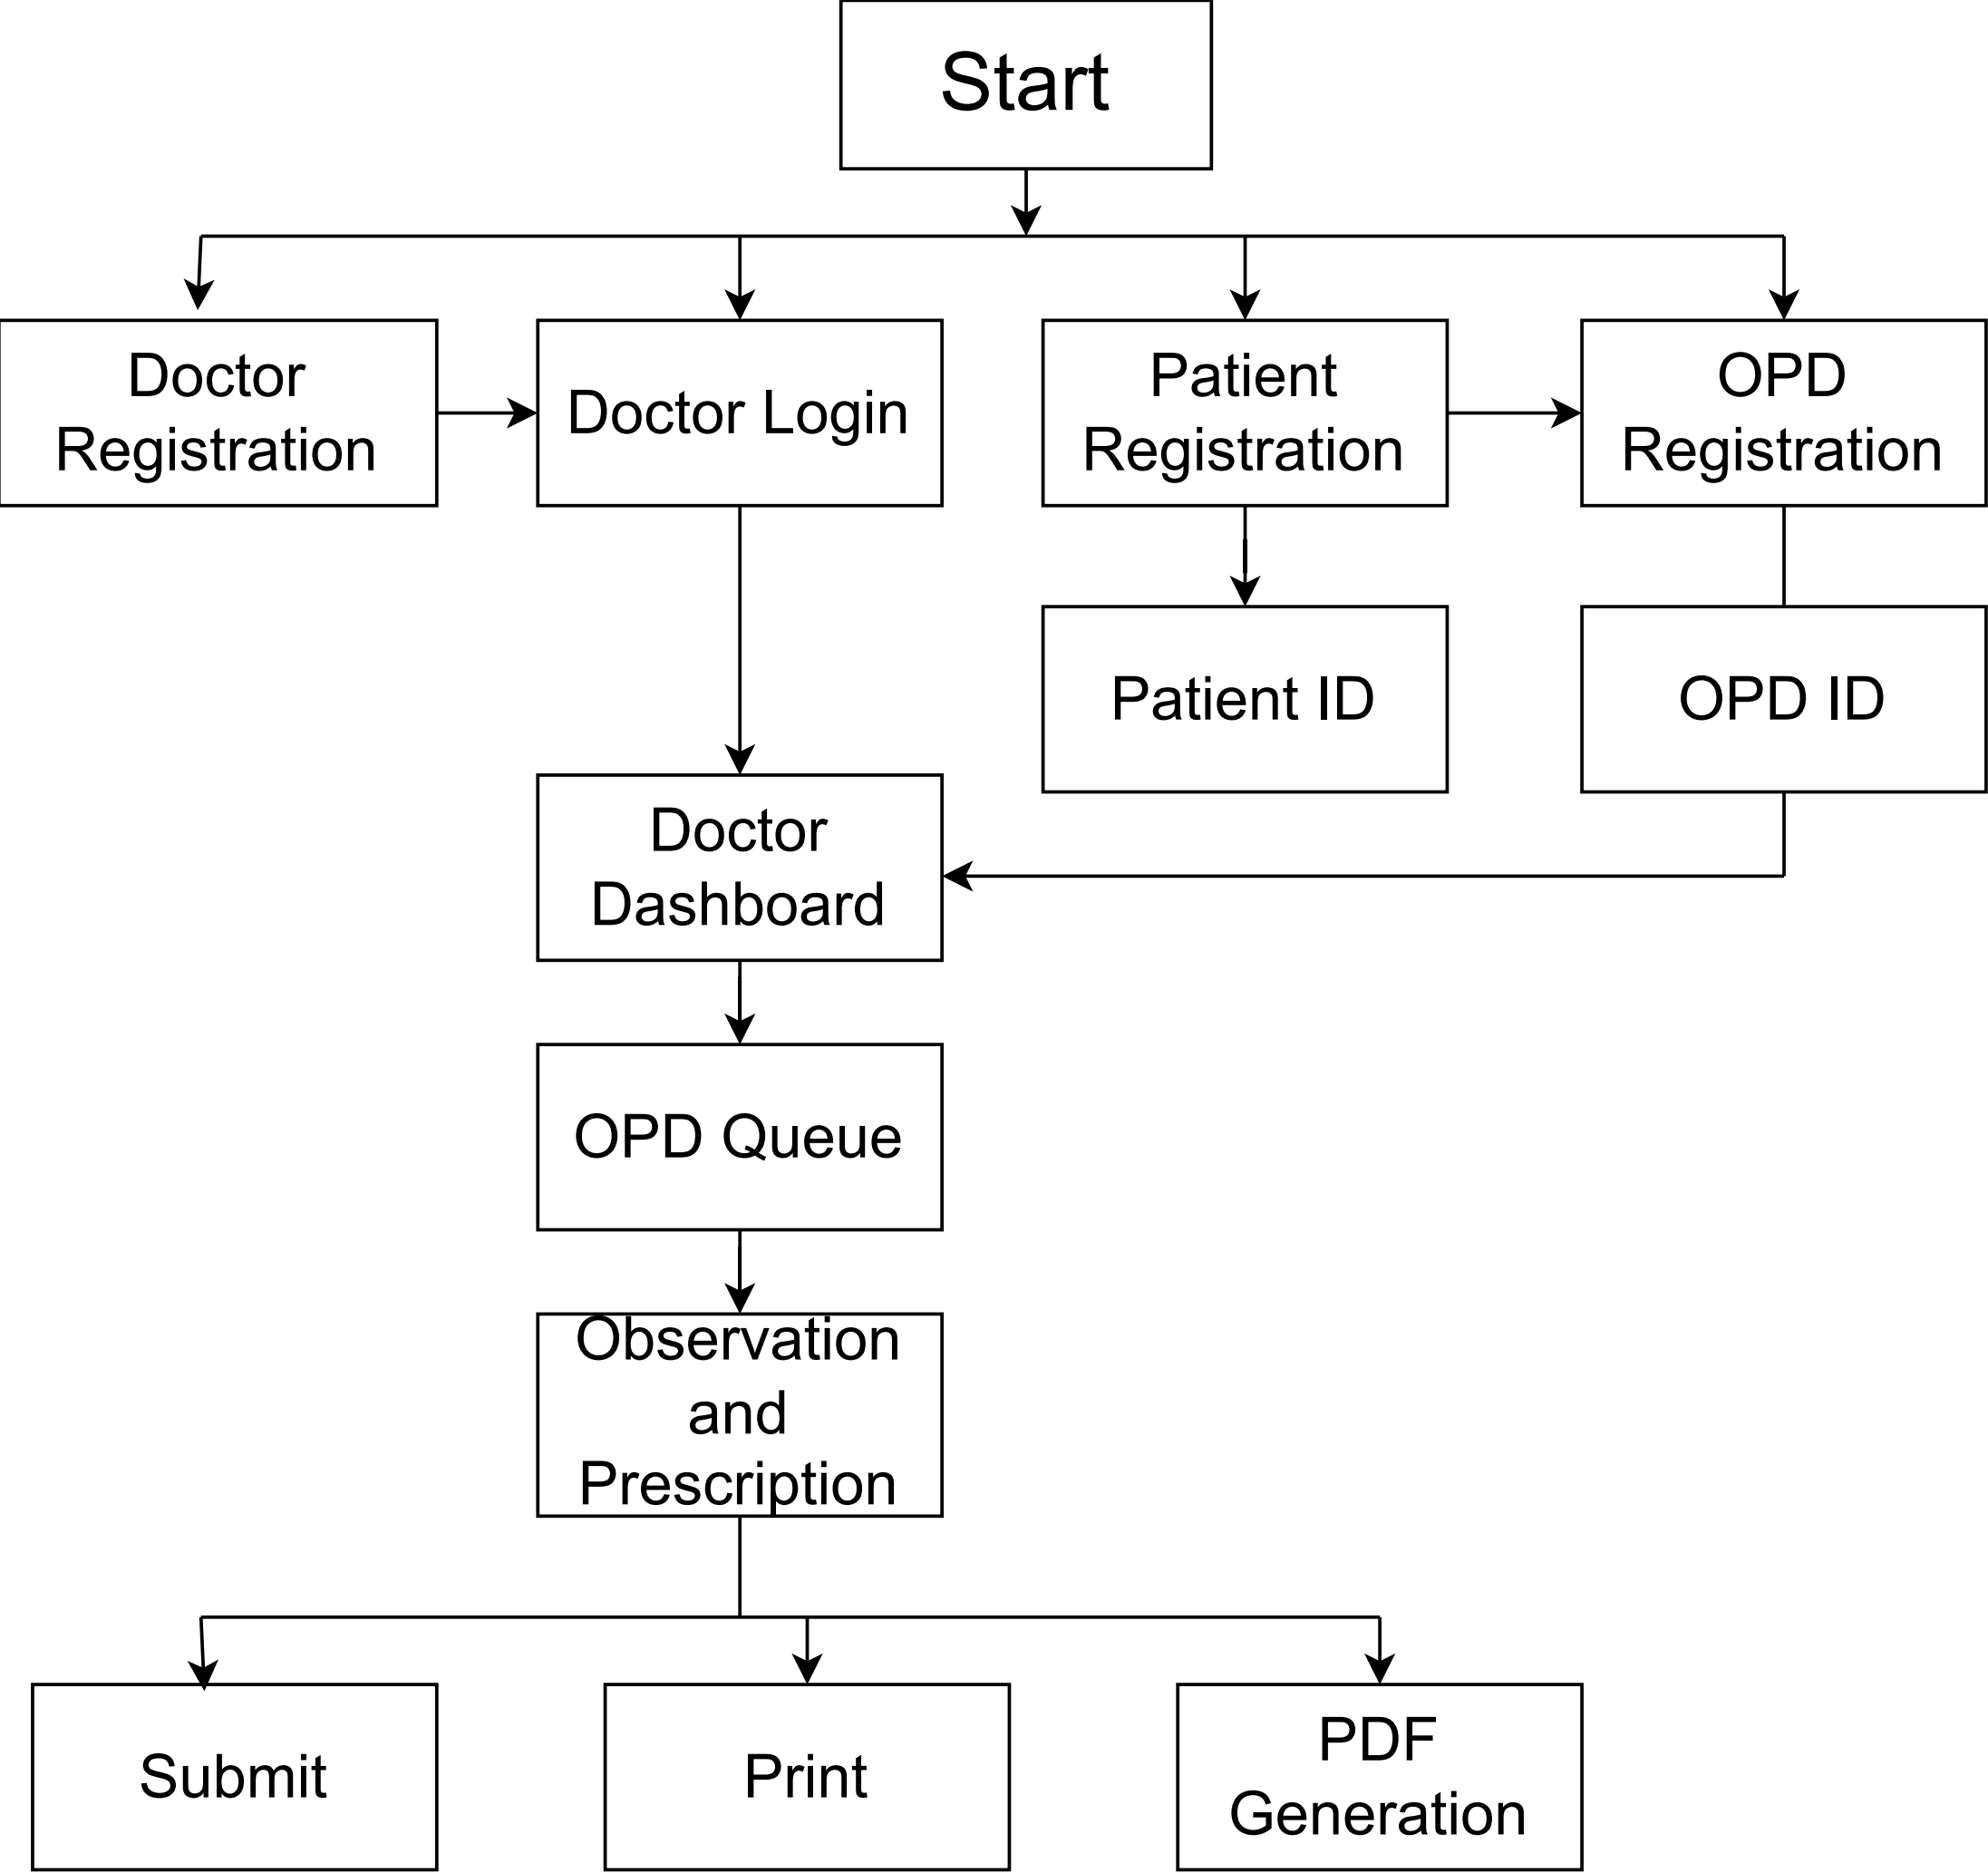 Start
Doctor
Registration
Doctor Login
Patient
Registration
OPD
Registration
Patient ID
OPD ID
Doctor
Dashboard
OPD Queue
Observation
and
Prescription
Submit
Print
PDF
Generation